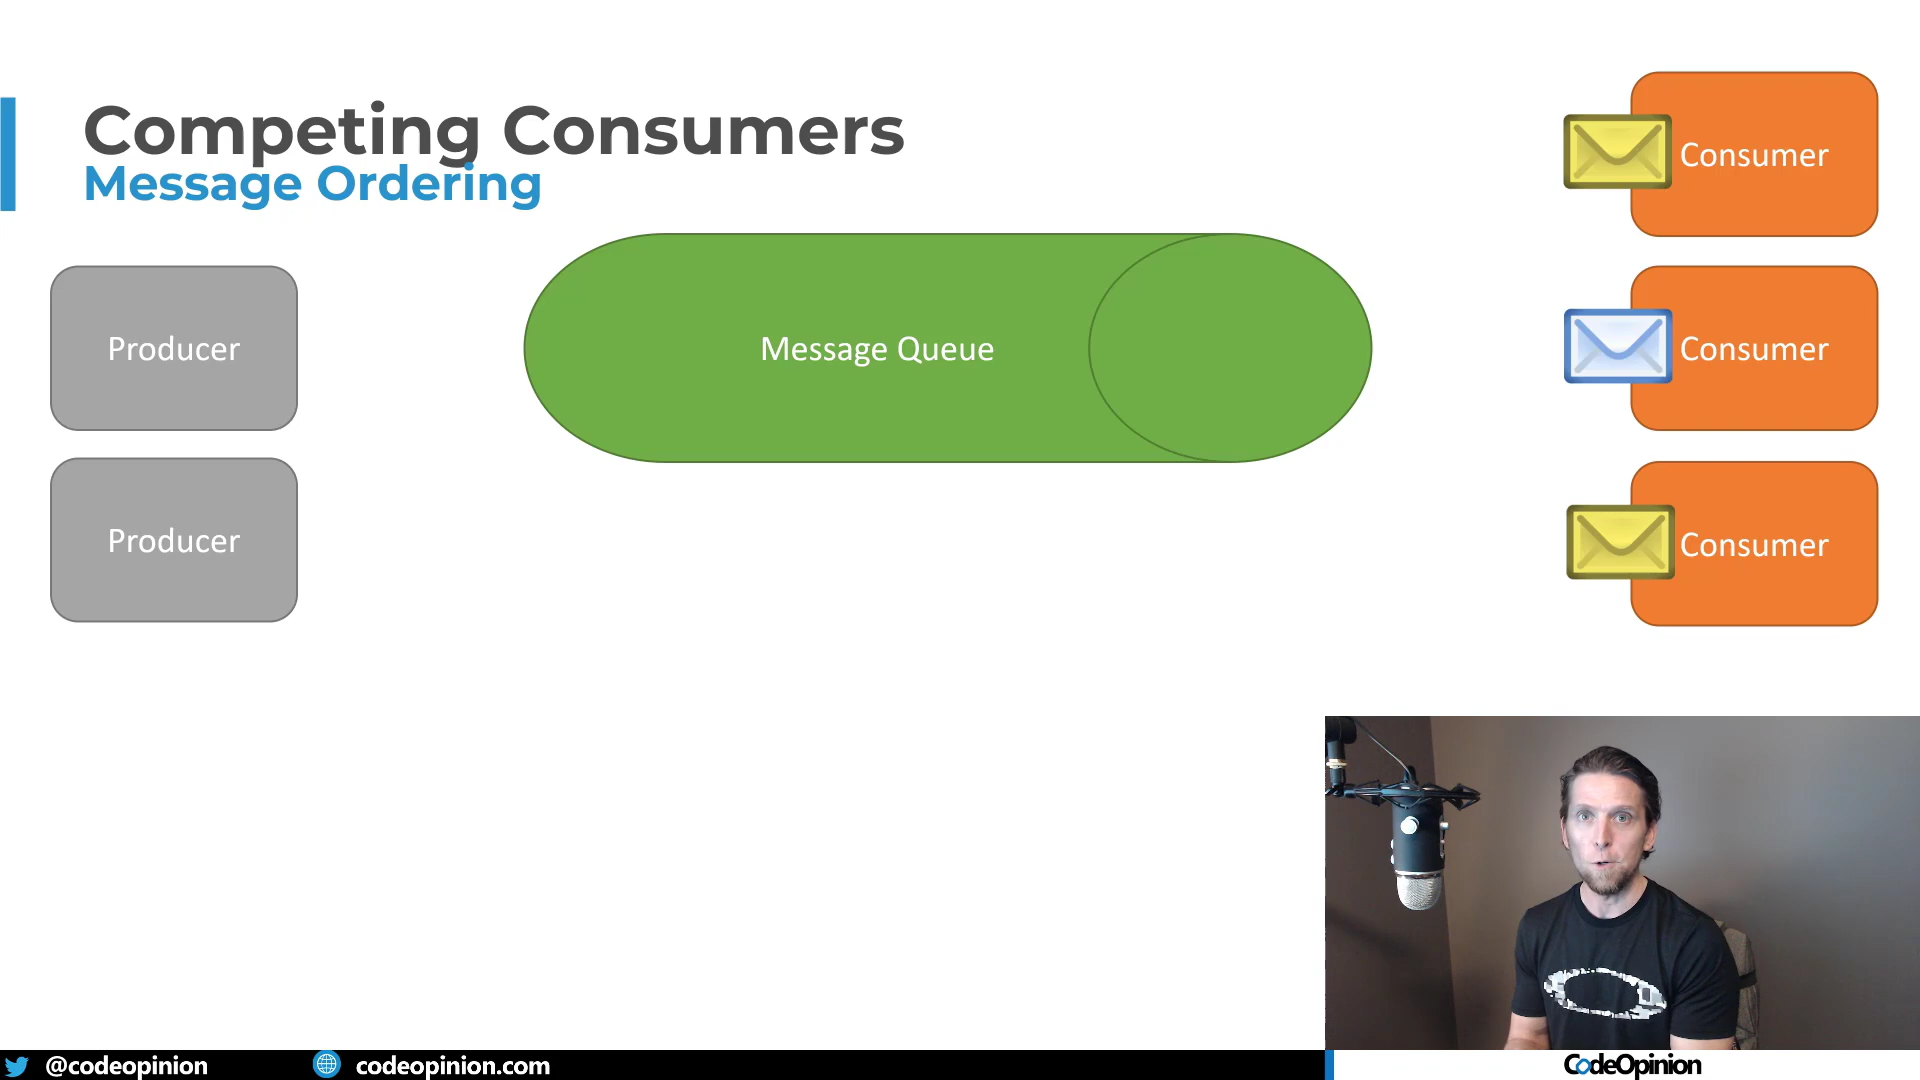 Competing Consumers
Message Ordering
Producer
Producer
Message Queue
Consumer
Consumer
Consumer
@codeopinion
codeopinion.com
CodeOpinion